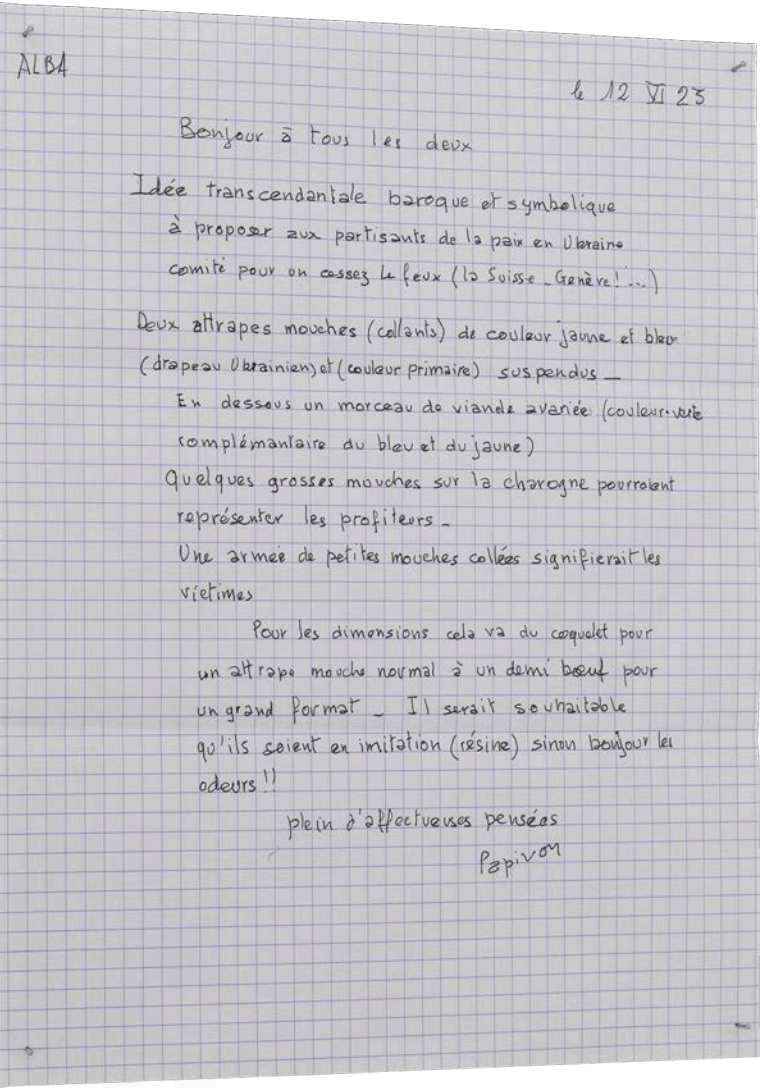 ALBA
le 12 VI 23
Bonjour à tous les deux
Idée transcendantale baroque et symbolique
à proposer aux partisants de la paix en Ukraine
comité pour un cessez le feux (la Suisse - Genève!...)
Deux attrapes mouches (collants) de couleur jaune et bleu
(drapeau Ukrainien) et (couleur primaire) suspendus _
En dessous un morceau de viande avariée (couleur verte
complémantaire du bleu et du jaune)
Quelques grosses mouches sur la charogne pourraient
représenter les profiteurs _
Une armée de petites mouches collées signifierait les
victimes
Pour les dimensions cela va du coquelet pour
un attrape mouche normal à un demi bœuf pour
un grand format _ Il serait souhaitable
qu'ils soient en imitation (résine) sinon bonjour les
odeurs !!
plein d'affectueuses pensées
Papivon